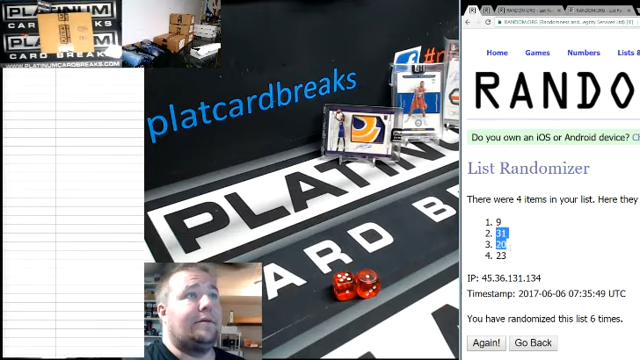 PLATINUM
CARD BREAKS
WWW.PLATINUMCARDBREAKS.COM
platcardbreaks
PLATINUM
CARD B
RANDOM.ORG
Home Games Numbers Lists &
RANDO
Do you own an iOS or Android device?
List Randomizer
There were 4 items in your list. Here they
1. 9
2. 31
3. 20
4. 23
IP: 45.36.131.134
Timestamp: 2017-06-06 07:35:49 UTC
You have randomized this list 6 times.
Again! Go Back